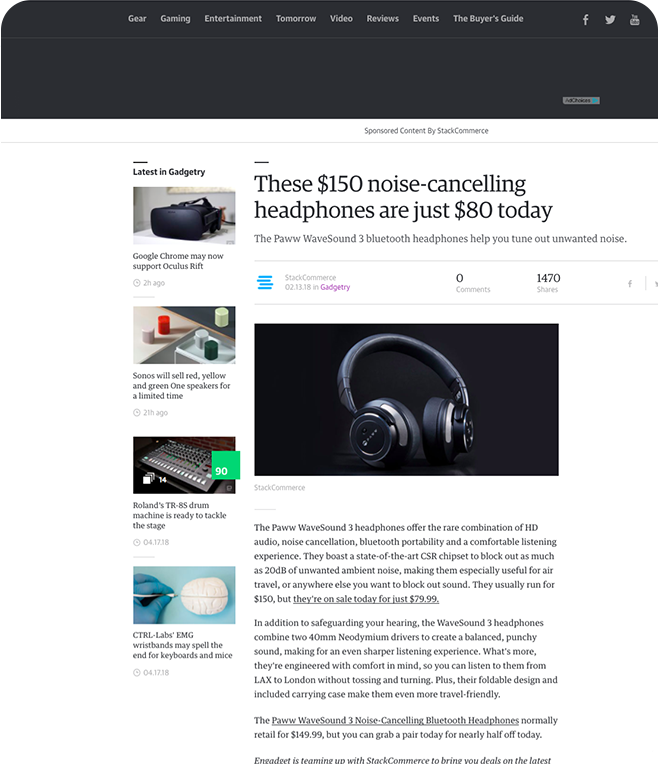 Gear Gaming Entertainment Tomorrow Video Reviews Events The Buyer's Guide
AdChoices
Sponsored Content By StackCommerce
Latest in Gadgetry
Google Chrome may now
support Oculus Rift
2h ago
Sonos will sell red, yellow
and green One speakers for
a limited time
21h ago
14
90
Roland's TR-8S drum
machine is ready to tackle
the stage
04.17.18
CTRL-Labs' EMG
wristbands may spell the
end for keyboards and mice
04.17.18
These $150 noise-cancelling
headphones are just $80 today
The Paww WaveSound 3 bluetooth headphones help you tune out unwanted noise.
StackCommerce
02.13.18 in Gadgetry
0
Comments
1470
Shares
StackCommerce
The Paww WaveSound 3 headphones offer the rare combination of HD
audio, noise cancellation, bluetooth portability and a comfortable listening
experience. They boast a state-of-the-art CSR chipset to block out as much
as 20dB of unwanted ambient noise, making them especially useful for air
travel, or anywhere else you want to block out sound. They usually run for
$150, but they're on sale today for just $79.99.
In addition to safeguarding your hearing, the WaveSound 3 headphones
combine two 40mm Neodymium drivers to create a balanced, punchy
sound, making for an even sharper listening experience. What's more,
they're engineered with comfort in mind, so you can listen to them from
LAX to London without tossing and turning. Plus, their foldable design and
included carrying case make them even more travel-friendly.
The Paww WaveSound 3 Noise-Cancelling Bluetooth Headphones normally
retail for $149.99, but you can grab a pair today for nearly half off today.
Engadget is teaming up with StackCommerce to bring you deals on the latest